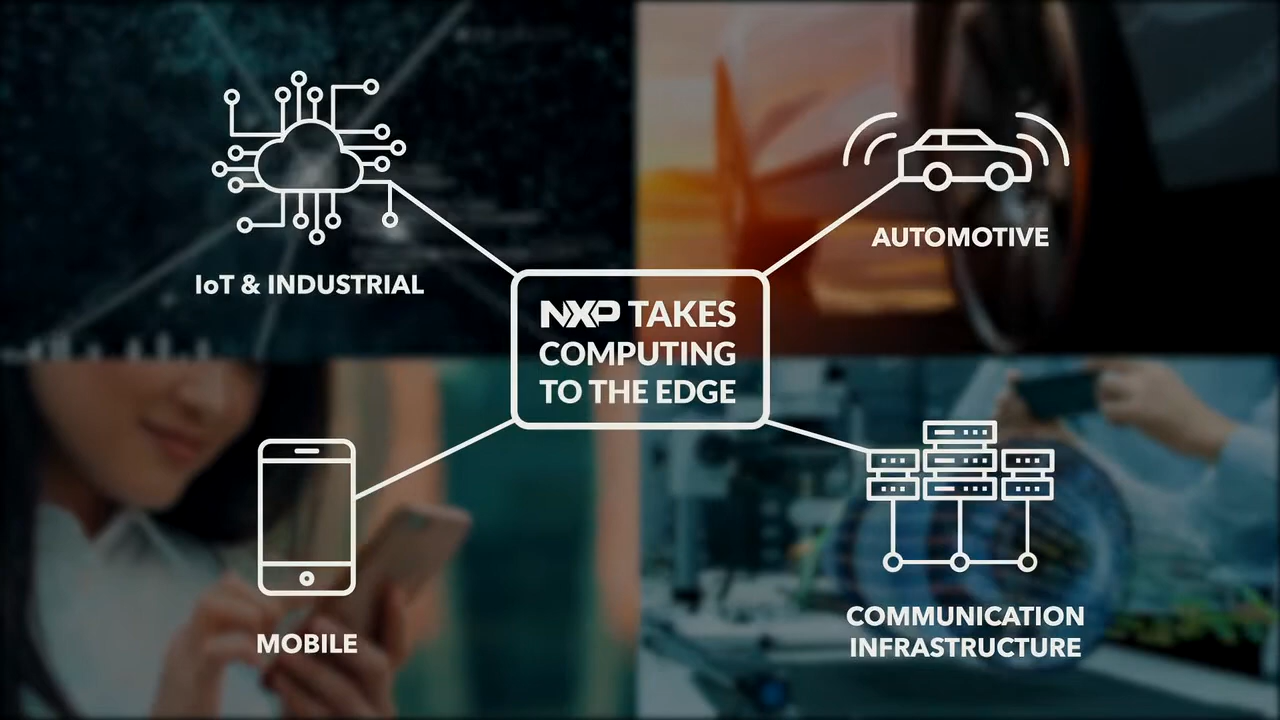 IoT & INDUSTRIAL
AUTOMOTIVE
NXP TAKES
COMPUTING
TO THE EDGE
MOBILE
COMMUNICATION
INFRASTRUCTURE